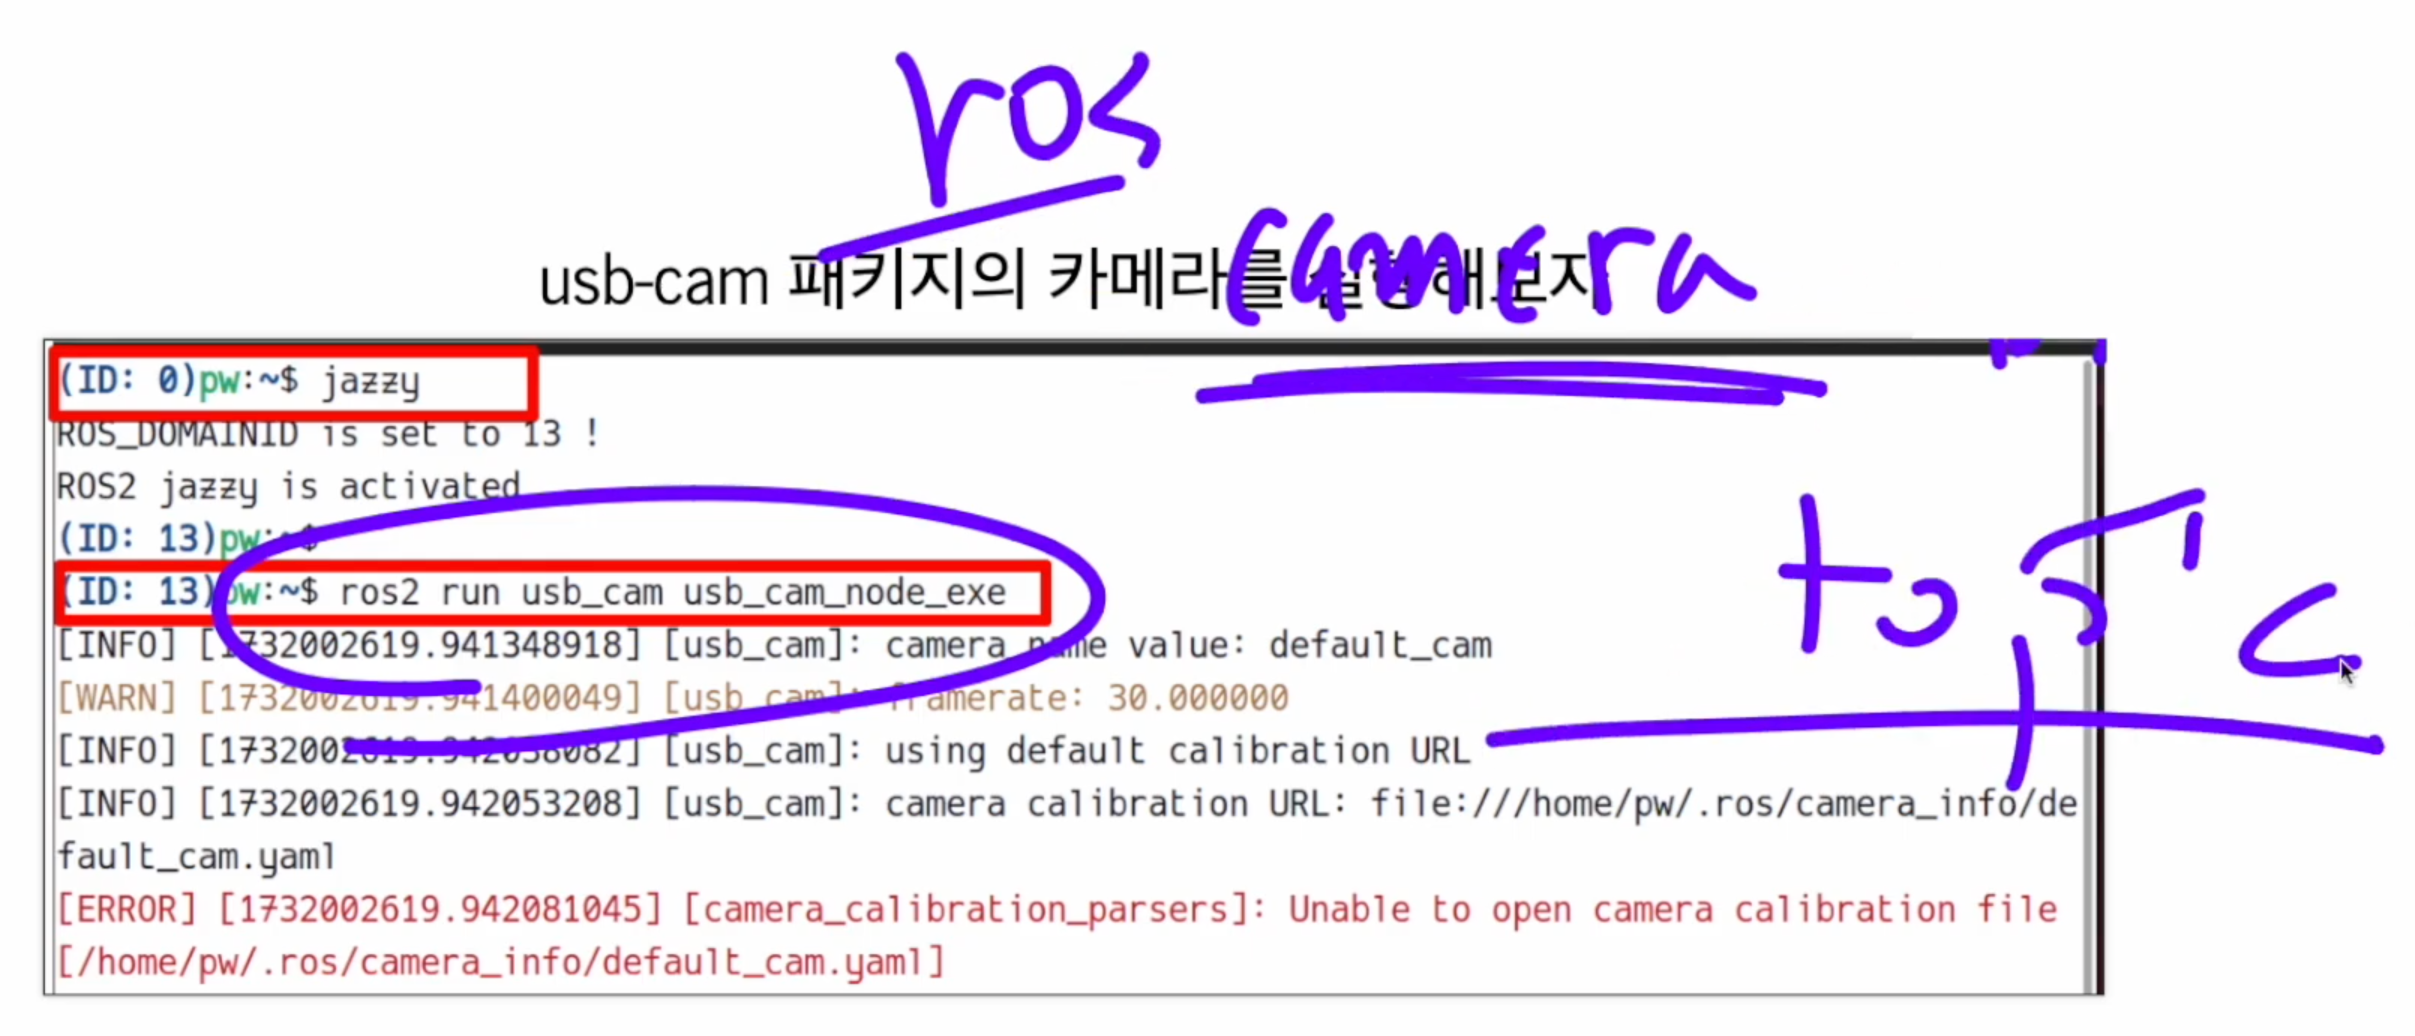 ros
camera
usb-cam 패키지의 카메라를 실행해보자
(ID: 0)pw:~$ jazzy
ROS_DOMAINID is set to 13 !
ROS2 jazzy is activated
(ID: 13)pw:~$
(ID: 13)pw:~$ ros2 run usb_cam usb_cam_node_exe
[INFO] [1732002619.941348918] [usb_cam]: camera name value: default_cam
[WARN] [1732002619.941400049] [usb_cam]: framerate: 30.000000
[INFO] [1732002619.942038082] [usb_cam]: using default calibration URL
[INFO] [1732002619.942053208] [usb_cam]: camera calibration URL: file:///home/pw/.ros/camera_info/de
fault_cam.yaml
[ERROR] [1732002619.942081045] [camera_calibration_parsers]: Unable to open camera calibration file
[/home/pw/.ros/camera_info/default_cam.yaml]
topic